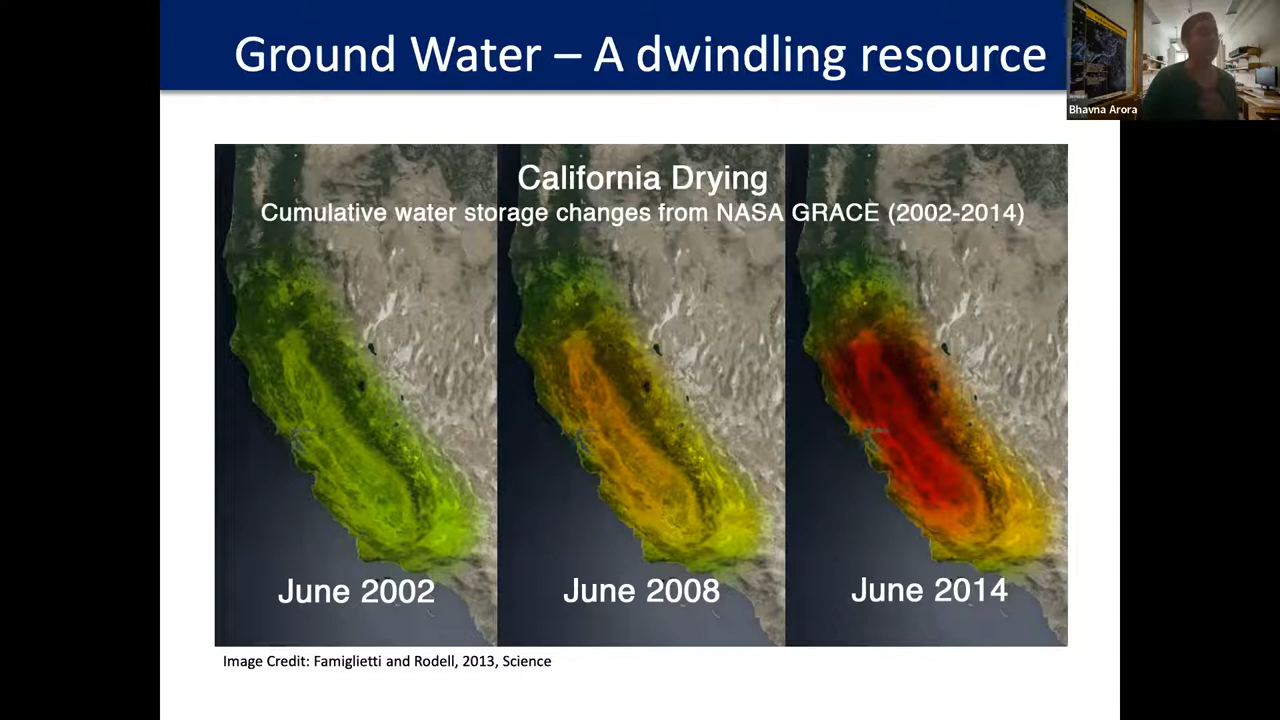 Ground Water – A dwindling resource
Bhavna Arora
California Drying
Cumulative water storage changes from NASA GRACE (2002-2014)
June 2002
June 2008
June 2014
Image Credit: Famiglietti and Rodell, 2013, Science